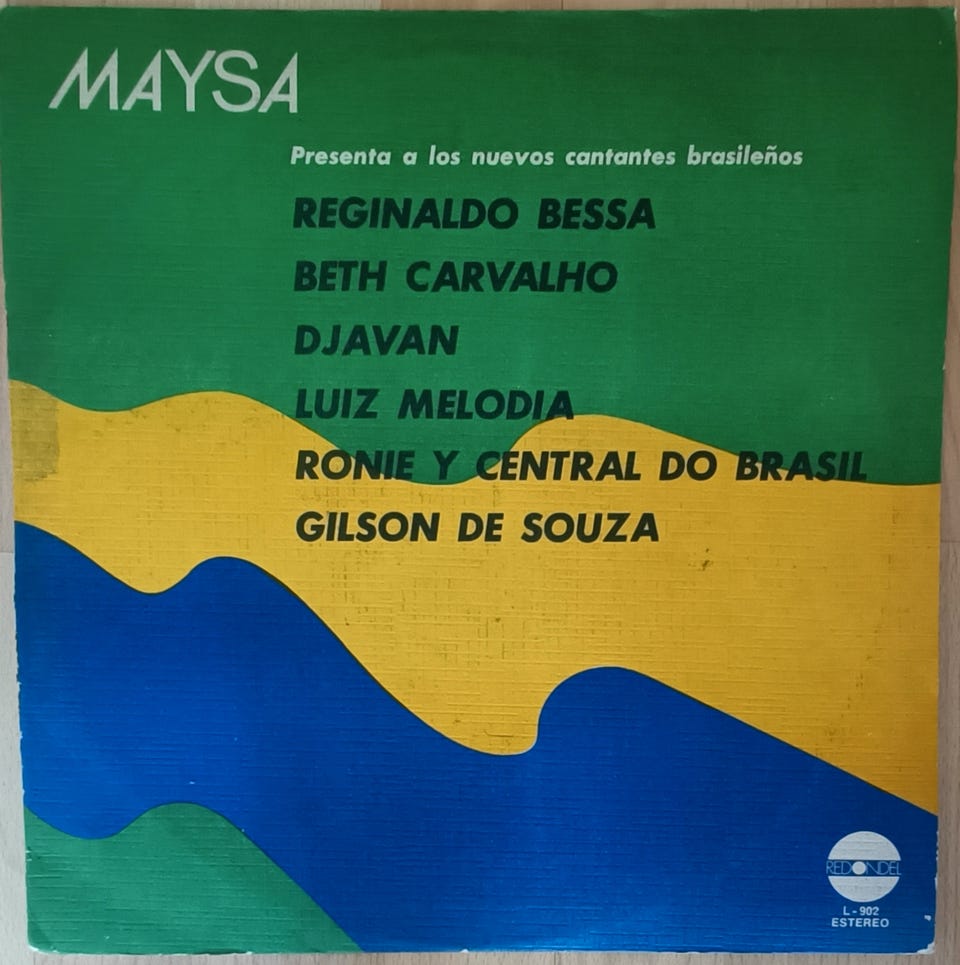 MAYSA
Presenta a los nuevos cantantes brasileños
REGINALDO BESSA
BETH CARVALHO
DJAVAN
LUIZ MELODIA
RONIE Y CENTRAL DO BRASIL
GILSON DE SOUZA
REDONDEL
L - 902
ESTEREO